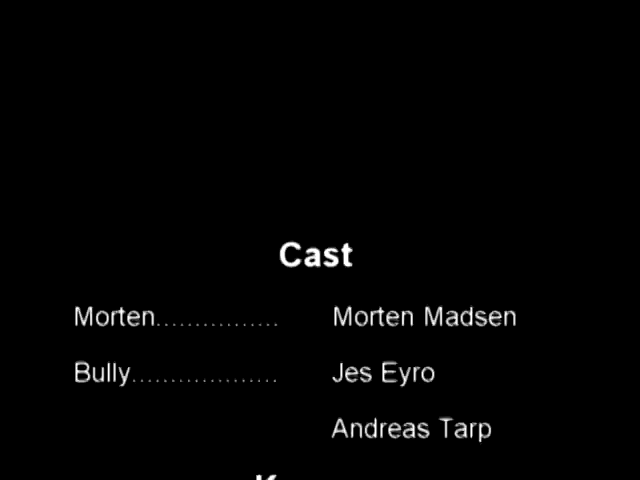 Cast
Morten................ Morten Madsen
Bully................... Jes Eyro
Andreas Tarp